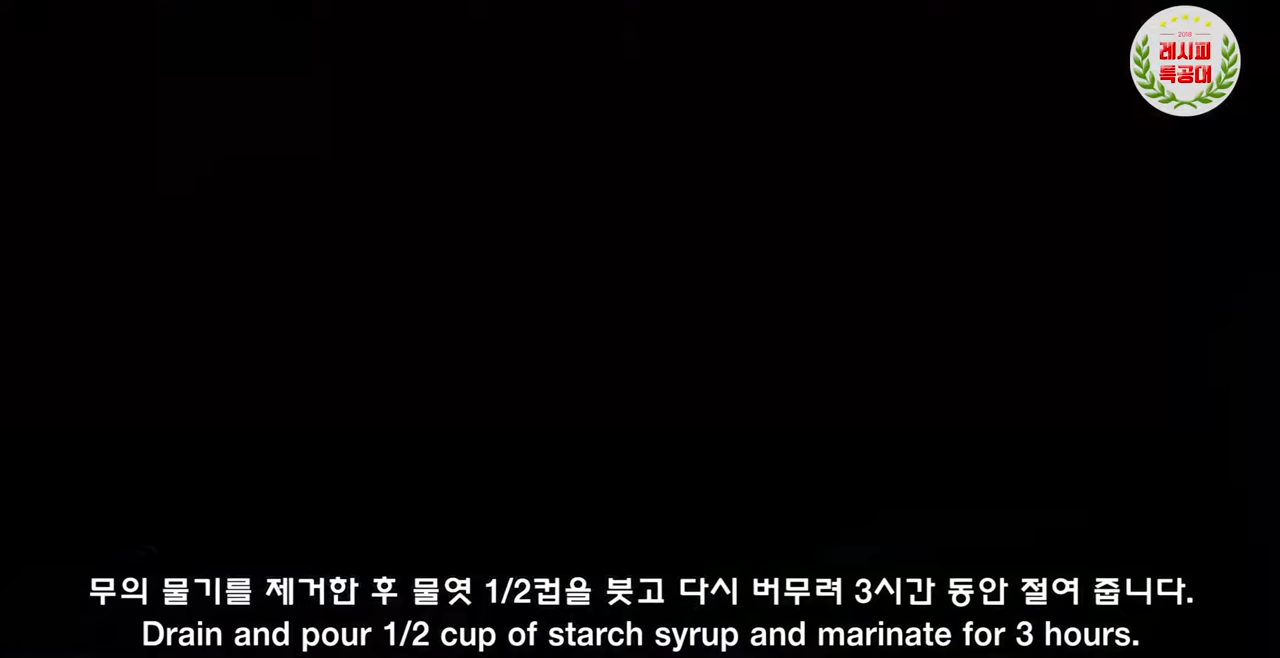 2018
레시피
특공대
무의 물기를 제거한 후 물엿 1/2컵을 붓고 다시 버무려 3시간 동안 절여 줍니다.
Drain and pour 1/2 cup of starch syrup and marinate for 3 hours.